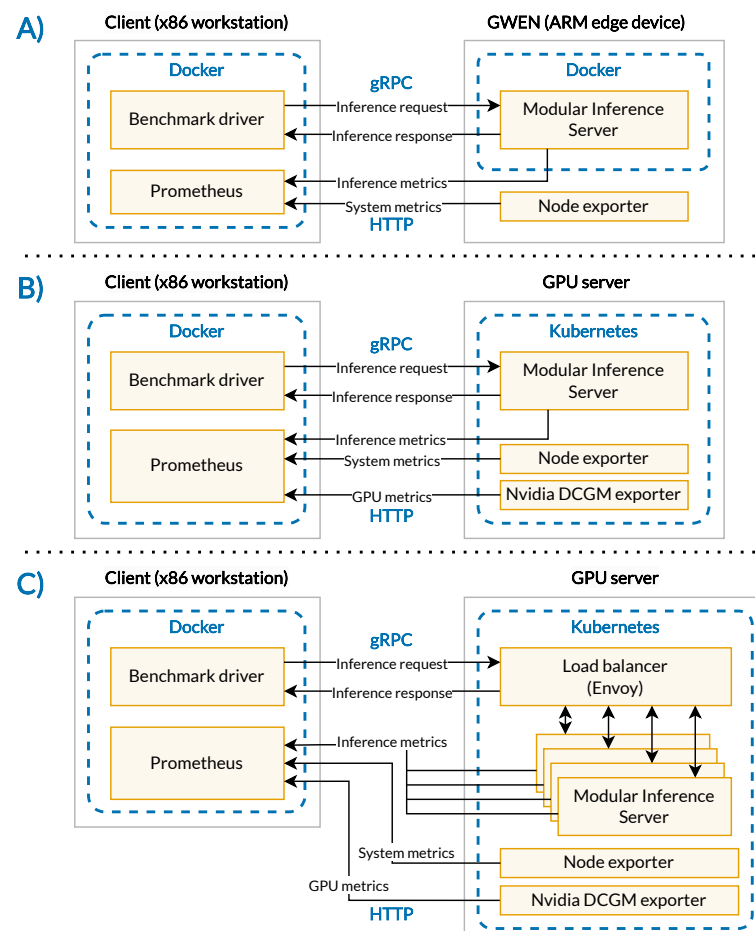 A)
Client (x86 workstation)
GWEN (ARM edge device)
Docker
gRPC
Docker
Benchmark driver
Inference request
Modular Inference
Server
Inference response
Prometheus
Inference metrics
System metrics
Node exporter
HTTP
B)
Client (x86 workstation)
GPU server
Docker
gRPC
Kubernetes
Benchmark driver
Inference request
Modular Inference
Server
Inference response
Prometheus
Inference metrics
System metrics
Node exporter
GPU metrics
Nvidia DCGM exporter
HTTP
C)
Client (x86 workstation)
GPU server
Docker
gRPC
Kubernetes
Benchmark driver
Inference request
Load balancer
(Envoy)
Inference response
Prometheus
Inference metrics
Modular Inference
Server
System metrics
Node exporter
GPU metrics
Nvidia DCGM exporter
HTTP